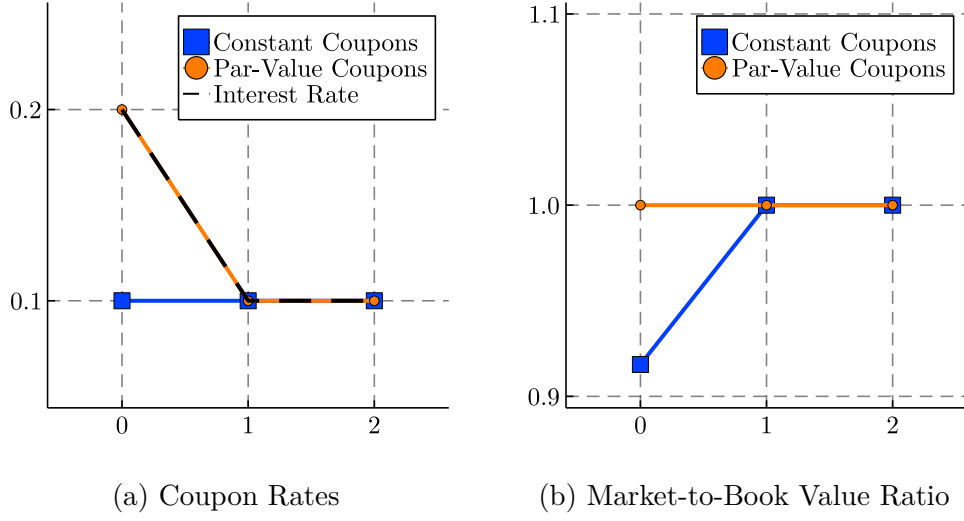 Constant Coupons
Par-Value Coupons
Interest Rate
0.2
0.1
0 1 2
(a) Coupon Rates
1.1
Constant Coupons
Par-Value Coupons
1.0
0.9
0 1 2
(b) Market-to-Book Value Ratio